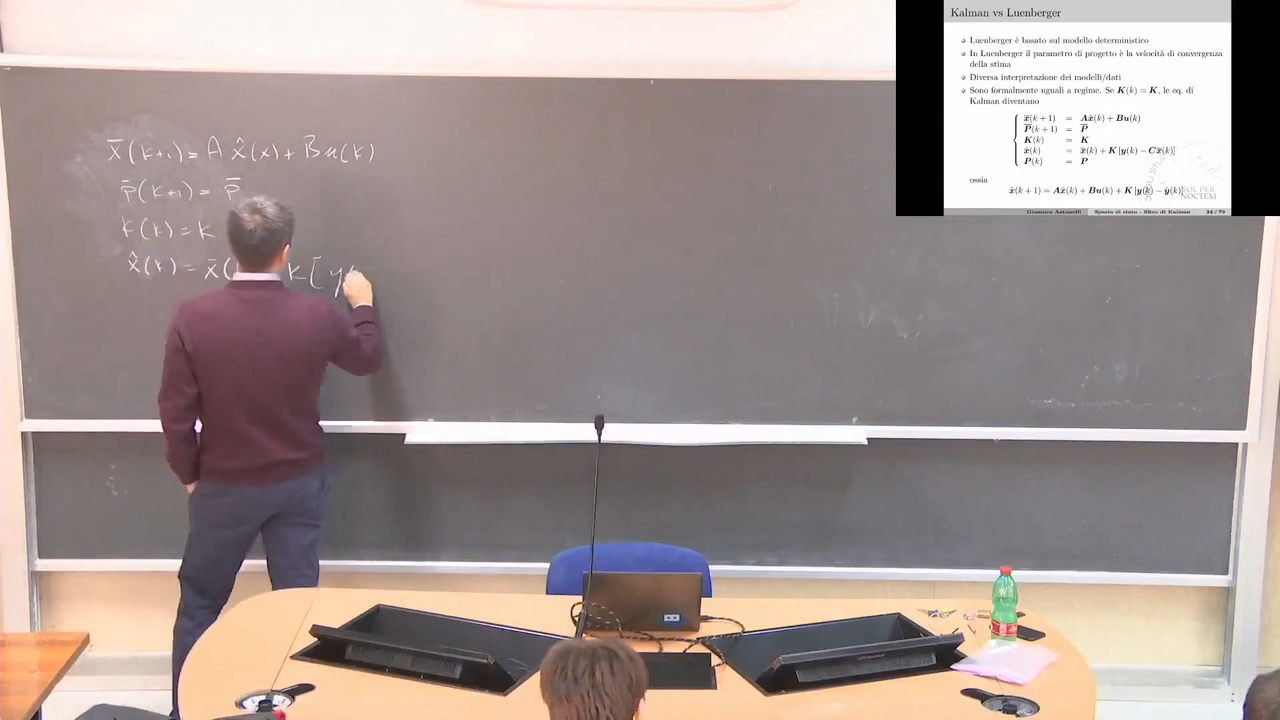 Kalman vs Luenberger
Luenberger è basato sul modello deterministico
In Luenberger il parametro di progetto è la velocità di convergenza
della stima
Diversa interpretazione dei modelli/dati
Sono formalmente uguali a regime. Se K(k) = K, le eq. di
Kalman diventano
x̄(k+1) = Ax̂(k) + Bu(k)
P̄(k+1) = P̄
K(k) = K
x̂(k) = x̄(k) + K [y(k) − Cx̄(k)]
P(k) = P
ossia
x̂(k+1) = Ax̂(k) + Bu(k) + K [y(k) − ŷ(k)]
SOL PER
NOCTEM
Gianluca Antonelli Spazio di stato - filtro di Kalman 24 / 79
x̄(k+1) = A x̂(x) + Bu(k)
p̄(k+1) = p̄
k(k) = k
x̂(k) = x̄( k [ y